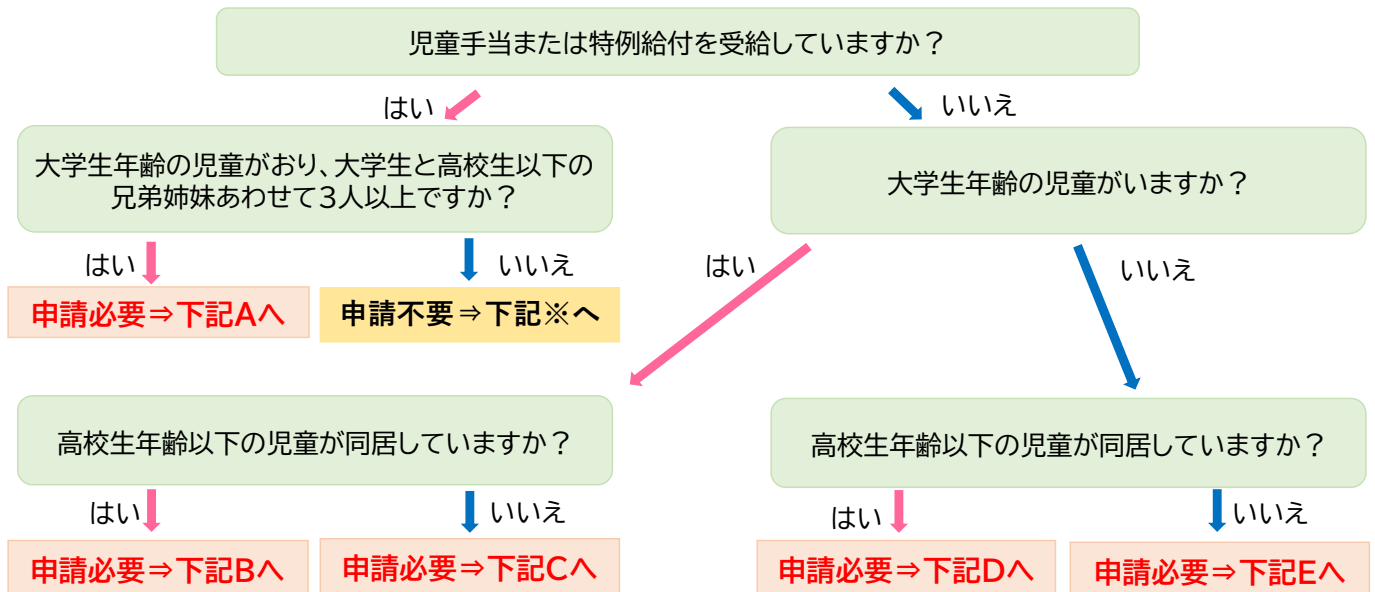 児童手当または特例給付を受給していますか？
はい
いいえ
大学生年齢の児童がおり、大学生と高校生以下の
兄弟姉妹あわせて３人以上ですか？
大学生年齢の児童がいますか？
はい
いいえ
はい
いいえ
申請必要⇒下記Aへ
申請不要⇒下記※へ
高校生年齢以下の児童が同居していますか？
高校生年齢以下の児童が同居していますか？
はい
いいえ
はい
いいえ
申請必要⇒下記Bへ
申請必要⇒下記Cへ
申請必要⇒下記Dへ
申請必要⇒下記Eへ